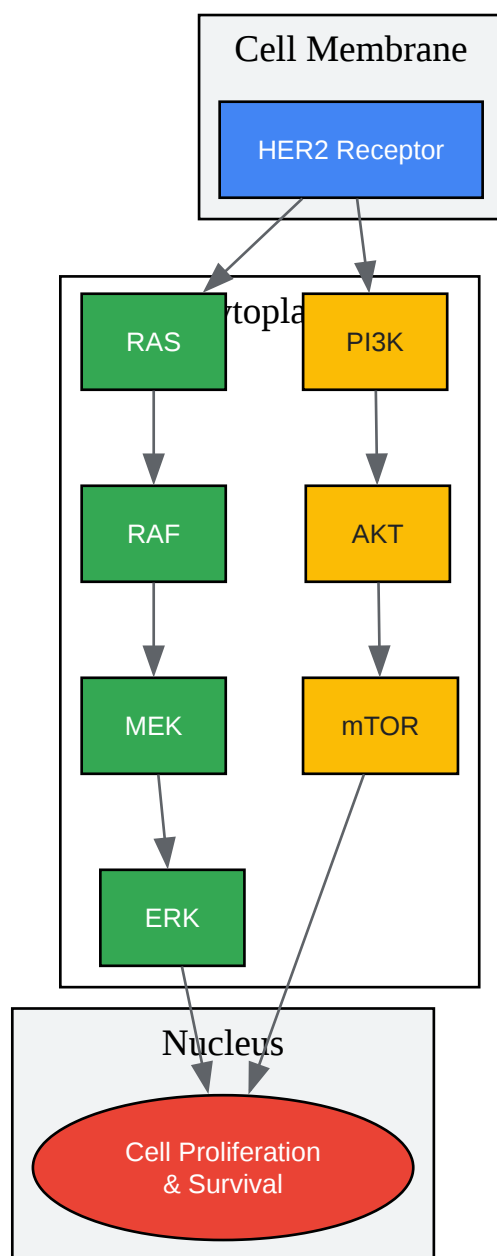 Cell Membrane
HER2 Receptor
RAS
PI3K
RAF
AKT
MEK
mTOR
ERK
Nucleus
Cell Proliferation
& Survival